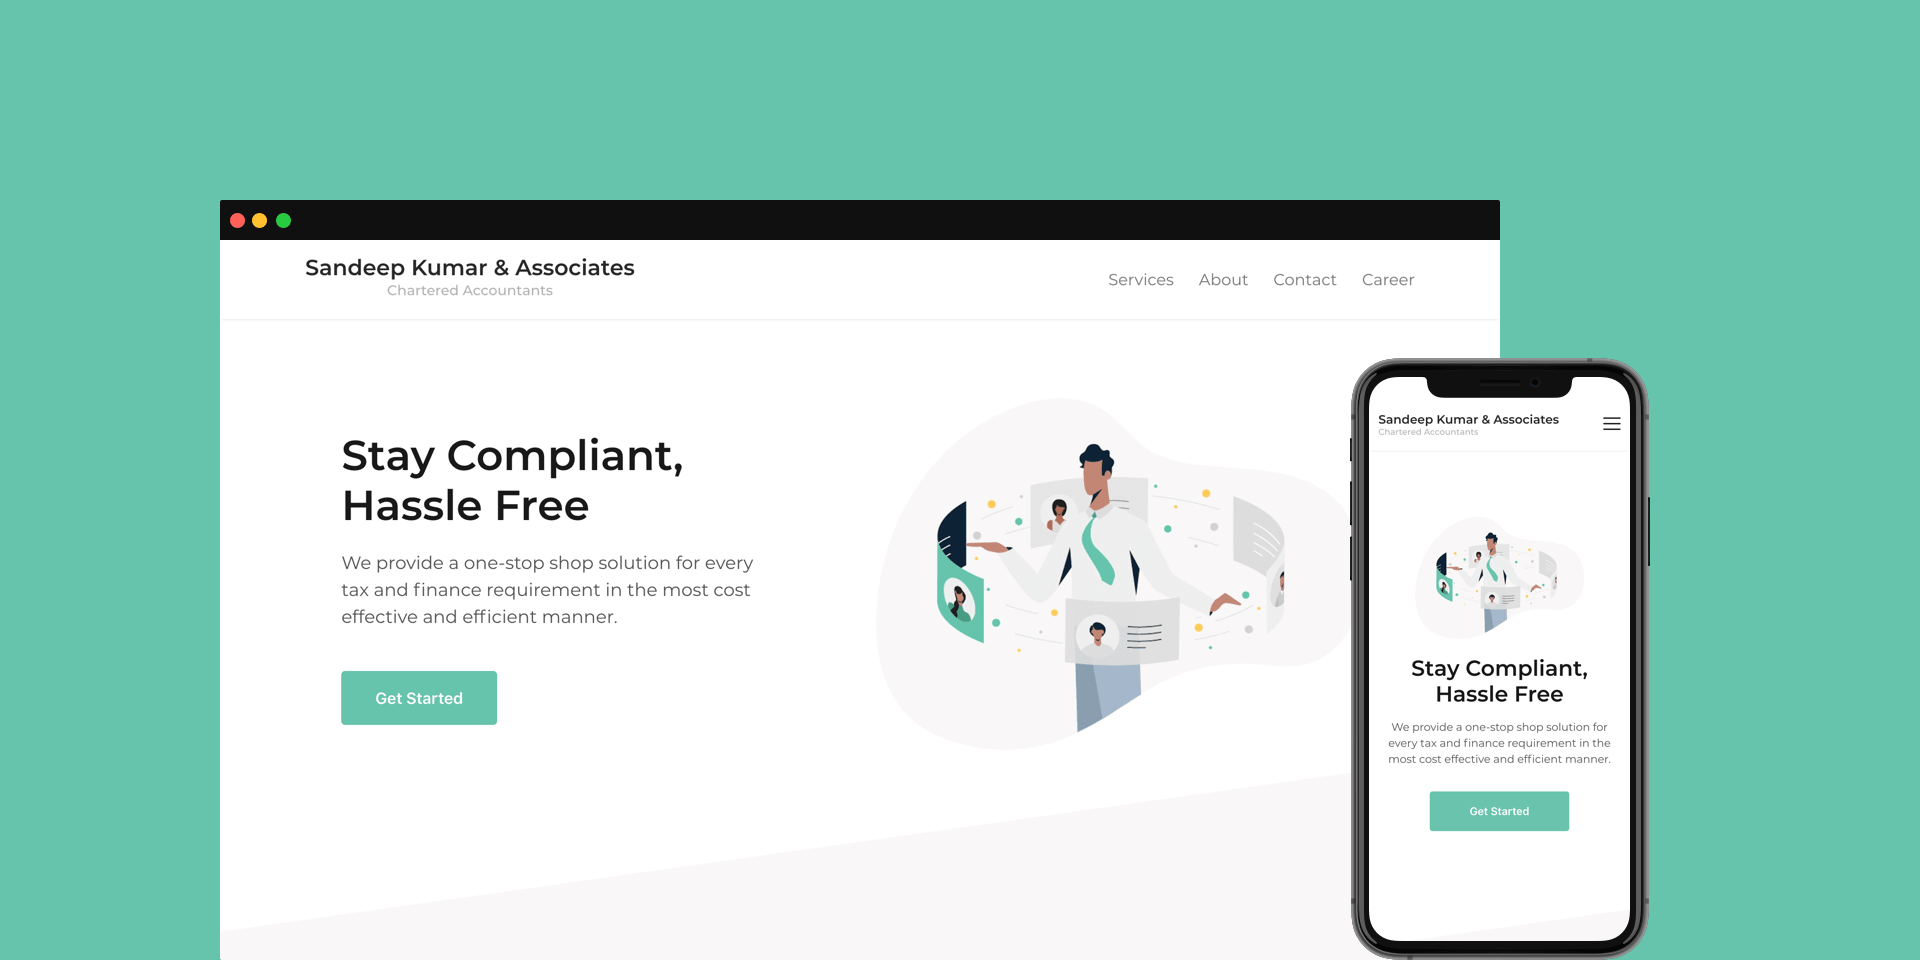 Sandeep Kumar & Associates
Chartered Accountants
Services About Contact Career
Stay Compliant,
Hassle Free
We provide a one-stop shop solution for every
tax and finance requirement in the most cost
effective and efficient manner.
Get Started
Sandeep Kumar & Associates
Chartered Accountants
Stay Compliant,
Hassle Free
We provide a one-stop shop solution for
every tax and finance requirement in the
most cost effective and efficient manner.
Get Started